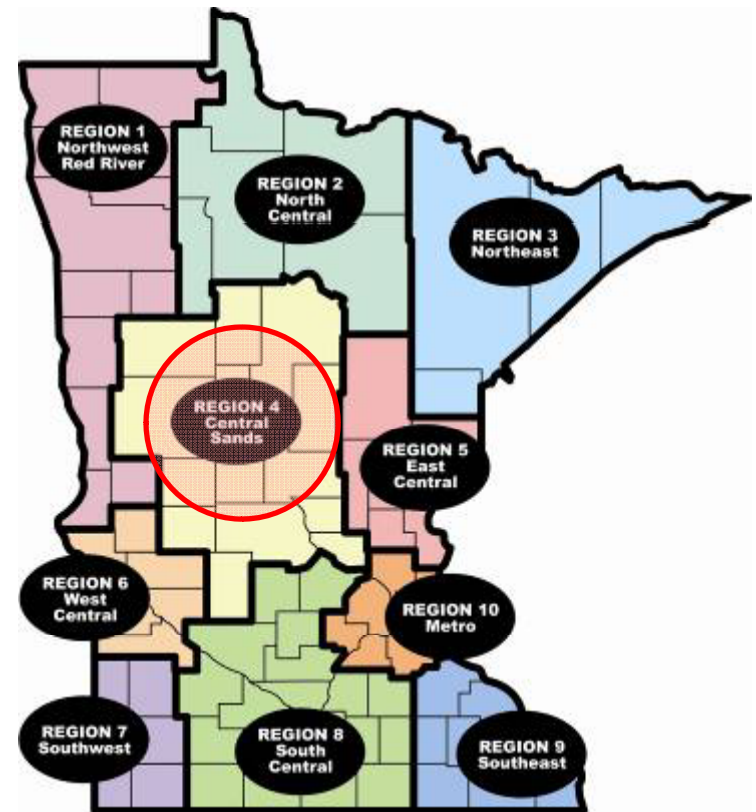 REGION 1
Northwest
Red River
REGION 2
North
Central
REGION 3
Northeast
REGION 4
Central
Sands
REGION 5
East
Central
REGION 6
West
Central
REGION 10
Metro
REGION 7
Southwest
REGION 8
South
Central
REGION 9
Southeast